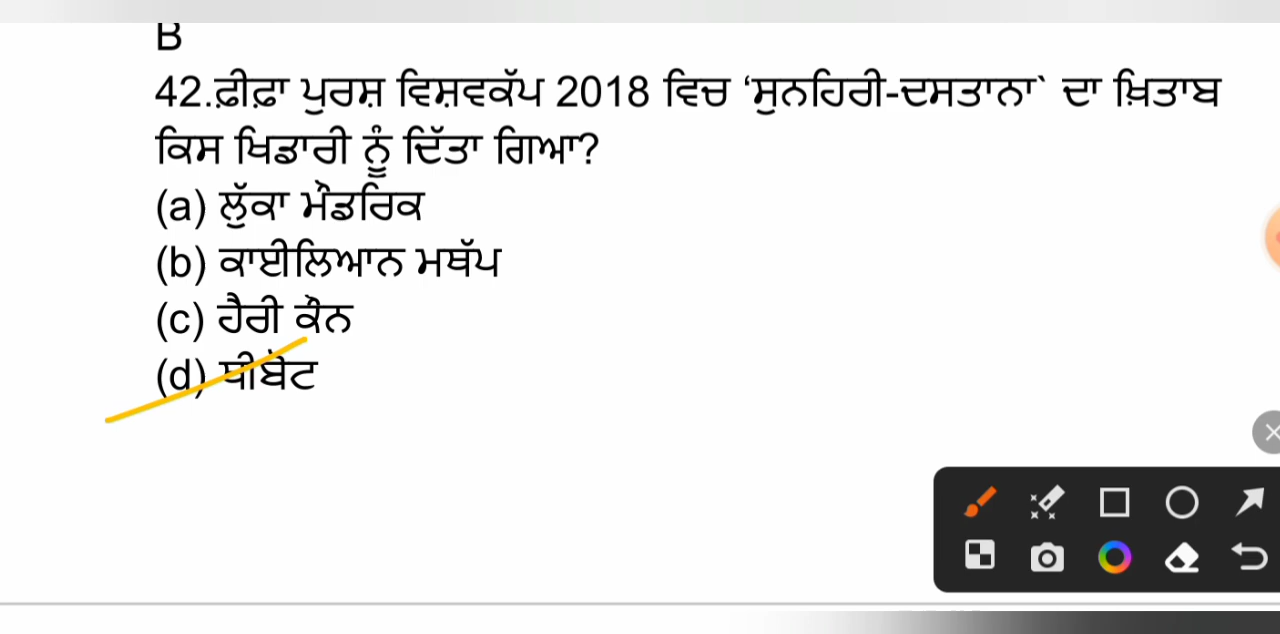 B
42.ਫ਼ੀਫ਼ਾ ਪੁਰਸ਼ ਵਿਸ਼ਵਕੱਪ 2018 ਵਿਚ ‘ਸੁਨਹਿਰੀ-ਦਸਤਾਨਾ` ਦਾ ਖ਼ਿਤਾਬ
ਕਿਸ ਖਿਡਾਰੀ ਨੂੰ ਦਿੱਤਾ ਗਿਆ?
(a) ਲੁੱਕਾ ਮੌਡਰਿਕ
(b) ਕਾਈਲਿਆਨ ਮਥੱਪ
(c) ਹੈਰੀ ਕੌਨ
(d) ਥੀਬੋਟ